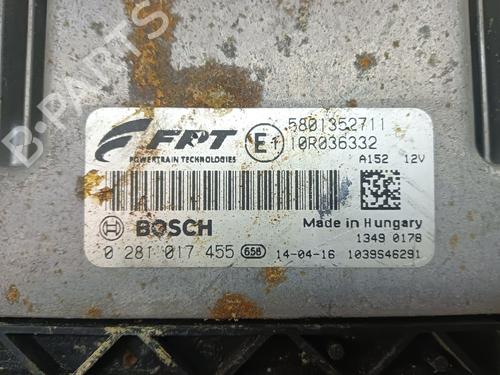 B-PARTS
FPT
POWERTRAIN TECHNOLOGIES
E1
5801352711
10R036332
A152 12V
BOSCH
Made in Hungary
1349 0178
0 281 017 455 658 14-04-16 1039S46291